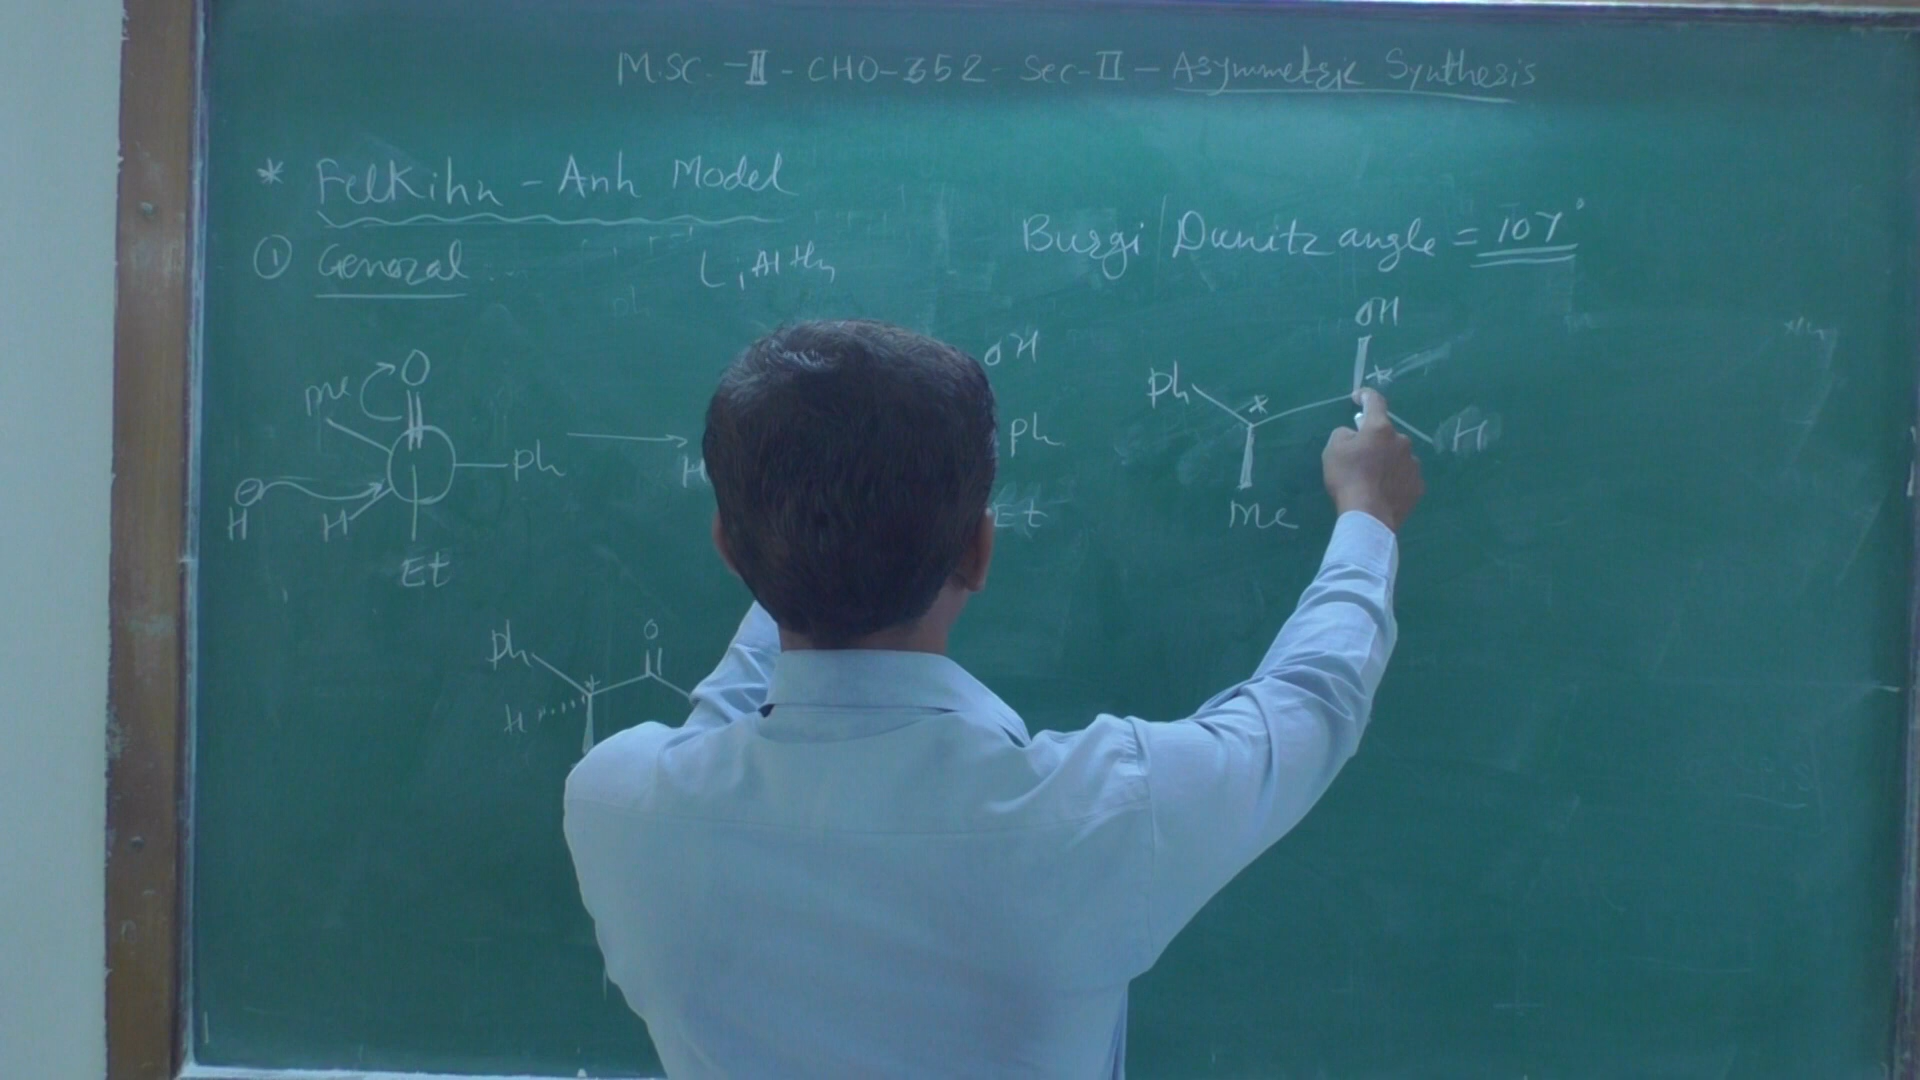 M.Sc. - II - CHO-352- Sec-II - Asymmetric Synthesis
* Felkihn - Anh Model
① General
Burgi / Dunitz angle = 107°
OH
OH
O
Me
Ph
Ph
Ph
H
H
H
Et
Et
Me
O
Ph
H